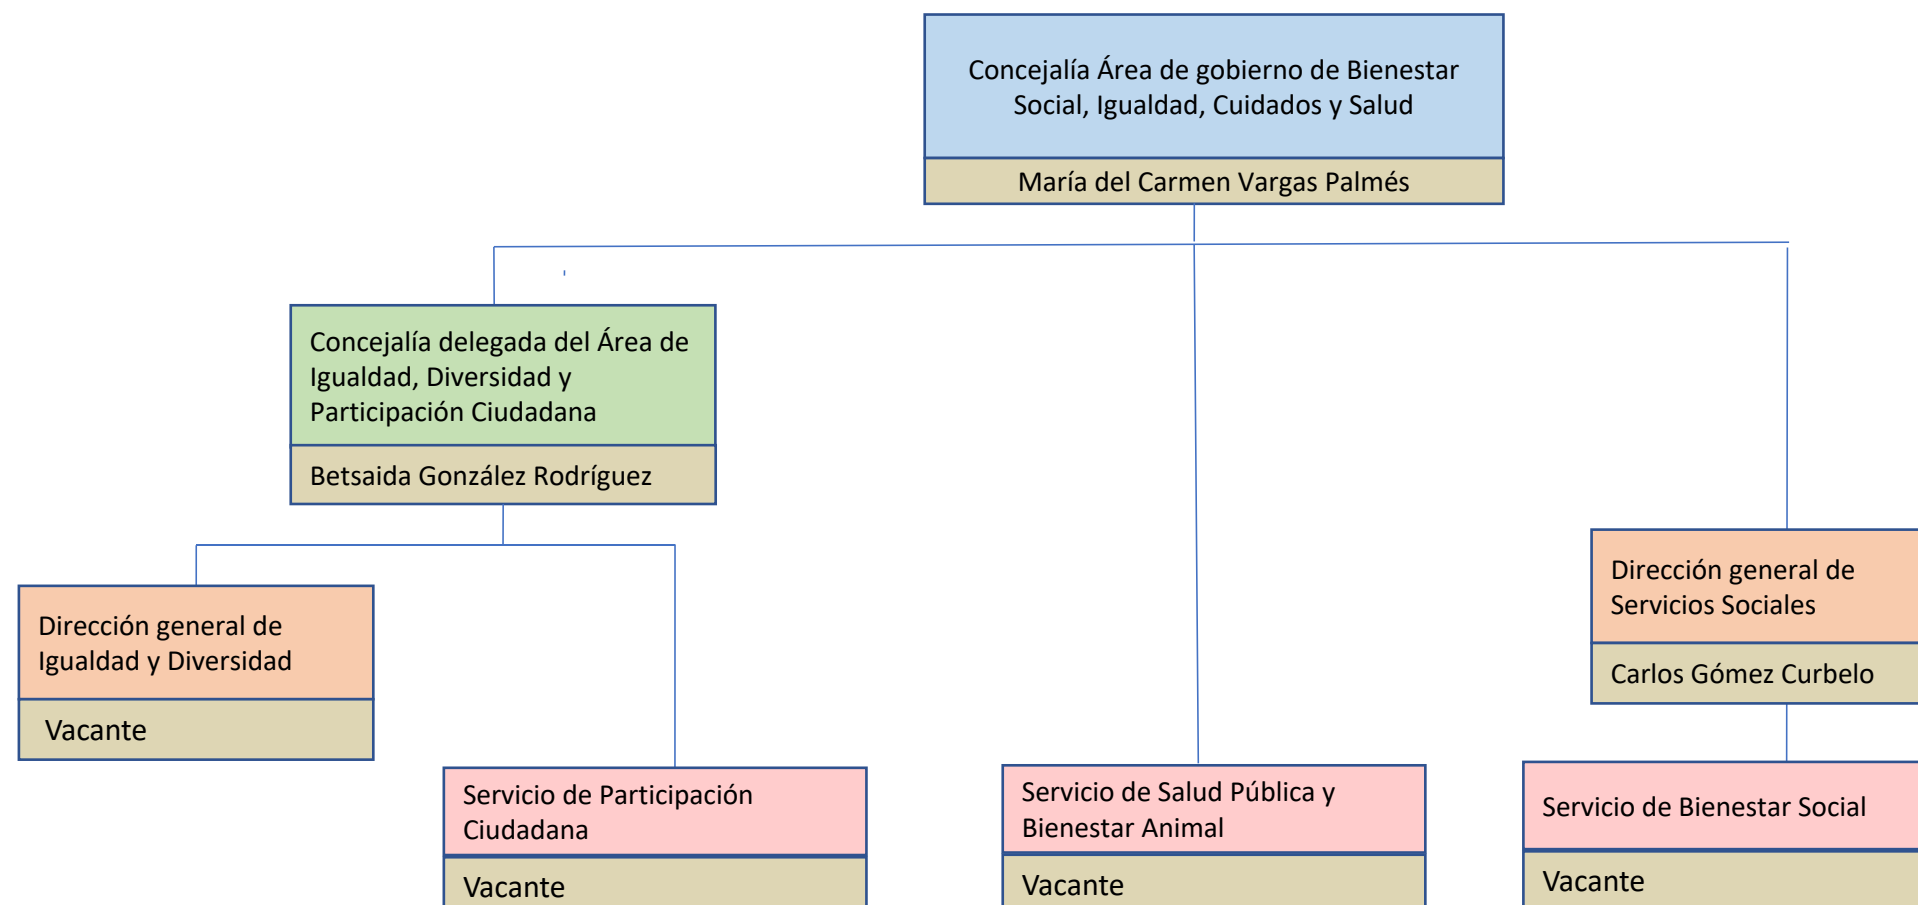 Concejalía Área de gobierno de Bienestar
Social, Igualdad, Cuidados y Salud
María del Carmen Vargas Palmés
Concejalía delegada del Área de
Igualdad, Diversidad y
Participación Ciudadana
Betsaida González Rodríguez
Dirección general de
Igualdad y Diversidad
Vacante
Dirección general de
Servicios Sociales
Carlos Gómez Curbelo
Servicio de Participación
Ciudadana
Vacante
Servicio de Salud Pública y
Bienestar Animal
Vacante
Servicio de Bienestar Social
Vacante